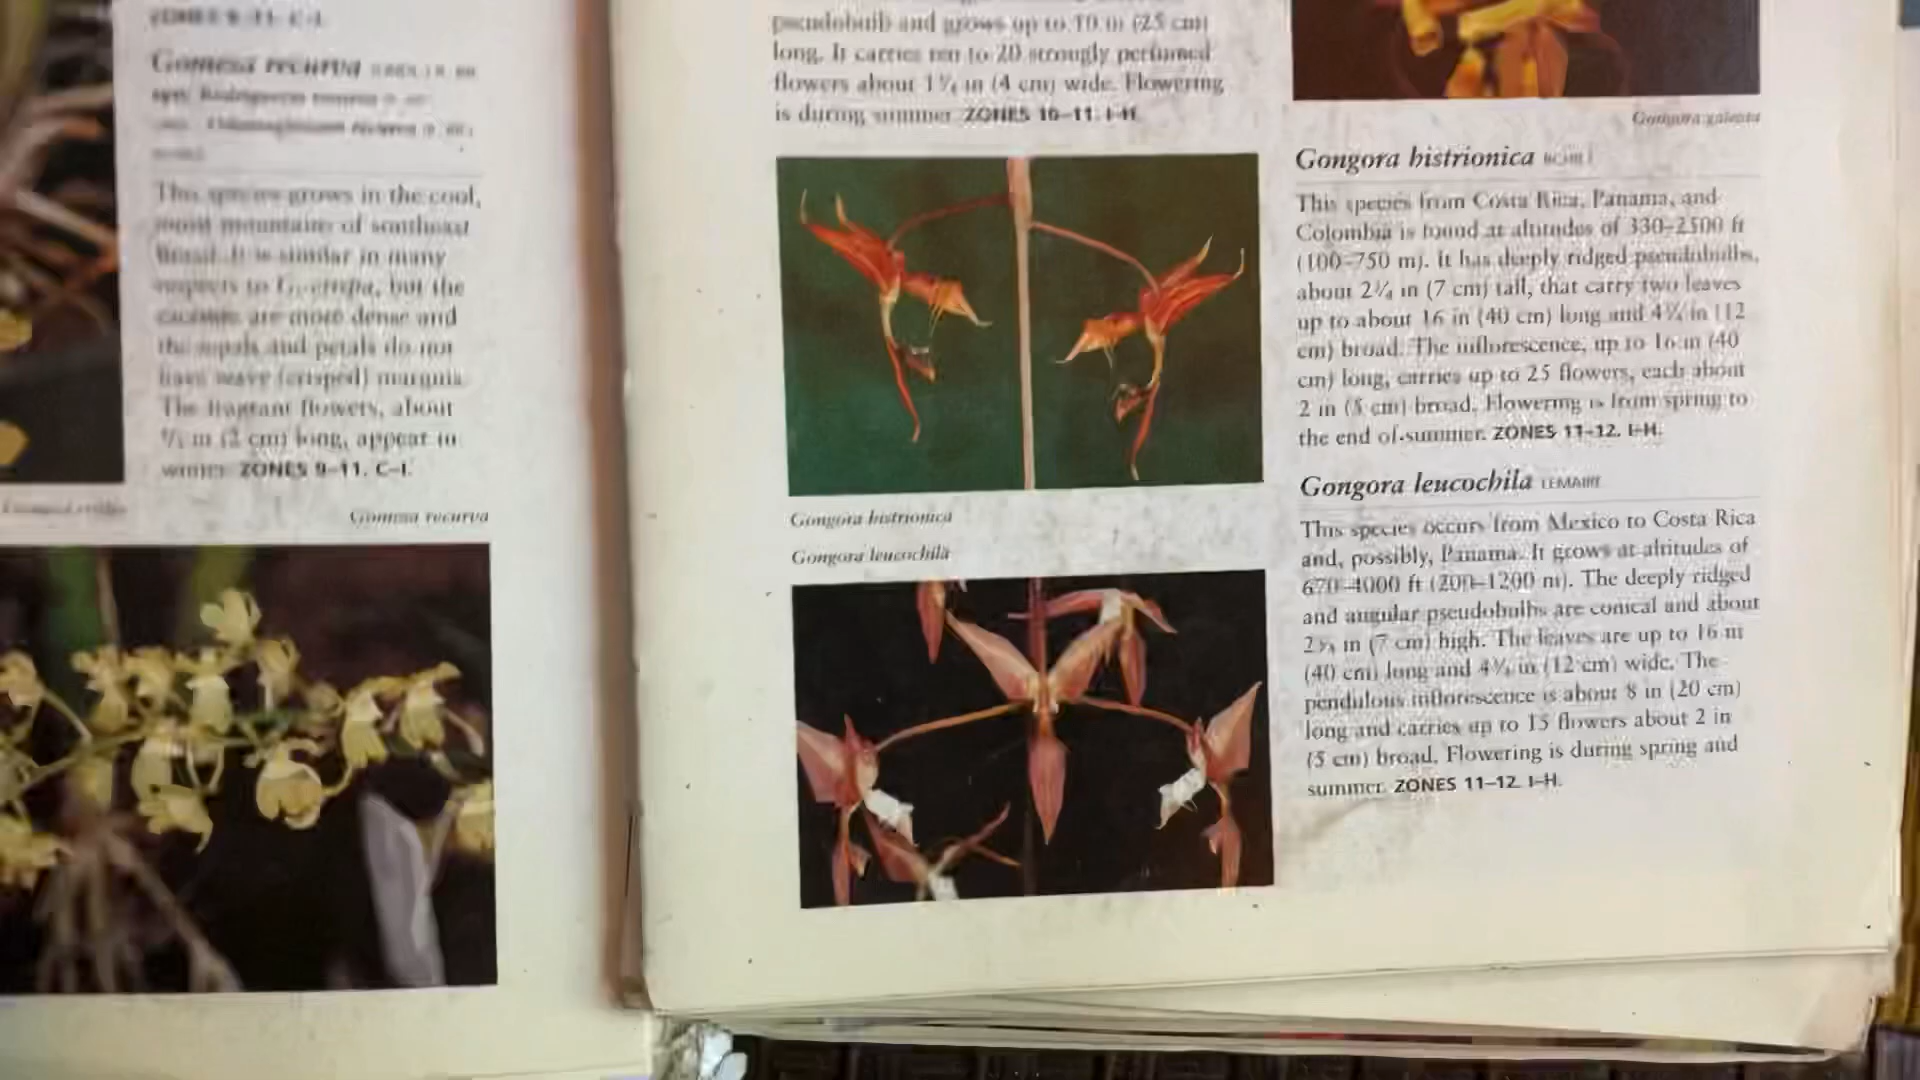 ZONES 9–11. C–I.
Gomesa recurva
This species grows in the cool,
moist mountains of southeast
Brazil. It is similar in many
respects to G. crispa, but the
racemes are more dense and
the sepals and petals do not
have wavy (crisped) margins.
The fragrant flowers, about
in (2 cm) long, appear in
winter. ZONES 9–11. C–I.
Gomesa recurva
pseudobulb and grows up to 10 in (25 cm)
long. It carries ten to 20 strongly perfumed
flowers about 1½ in (4 cm) wide. Flowering
is during summer. ZONES 10–11. I–H.
Gongora histrionica
Gongora leucochila
Gongora galeata
Gongora histrionica
This species from Costa Rica, Panama, and
Colombia is found at altitudes of 330–2500 ft
(100–750 m). It has deeply ridged pseudobulbs,
about 2¾ in (7 cm) tall, that carry two leaves
up to about 16 in (40 cm) long and 4¾ in (12
cm) broad. The inflorescence, up to 16 in (40
cm) long, carries up to 25 flowers, each about
2 in (5 cm) broad. Flowering is from spring to
the end of summer. ZONES 11–12. I–H.
Gongora leucochila LEMAIRE
This species occurs from Mexico to Costa Rica
and, possibly, Panama. It grows at altitudes of
670–4000 ft (200–1200 m). The deeply ridged
and angular pseudobulbs are conical and about
2¾ in (7 cm) high. The leaves are up to 16 in
(40 cm) long and 4¾ in (12 cm) wide. The
pendulous inflorescence is about 8 in (20 cm)
long and carries up to 15 flowers about 2 in
(5 cm) broad. Flowering is during spring and
summer. ZONES 11–12. I–H.